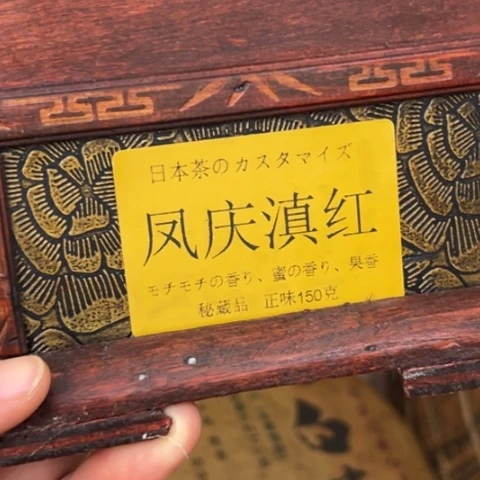 日本茶のカスタマイズ
凤庆滇红
モチモチの香り、蜜の香り、果香
秘蔵品 正味150克